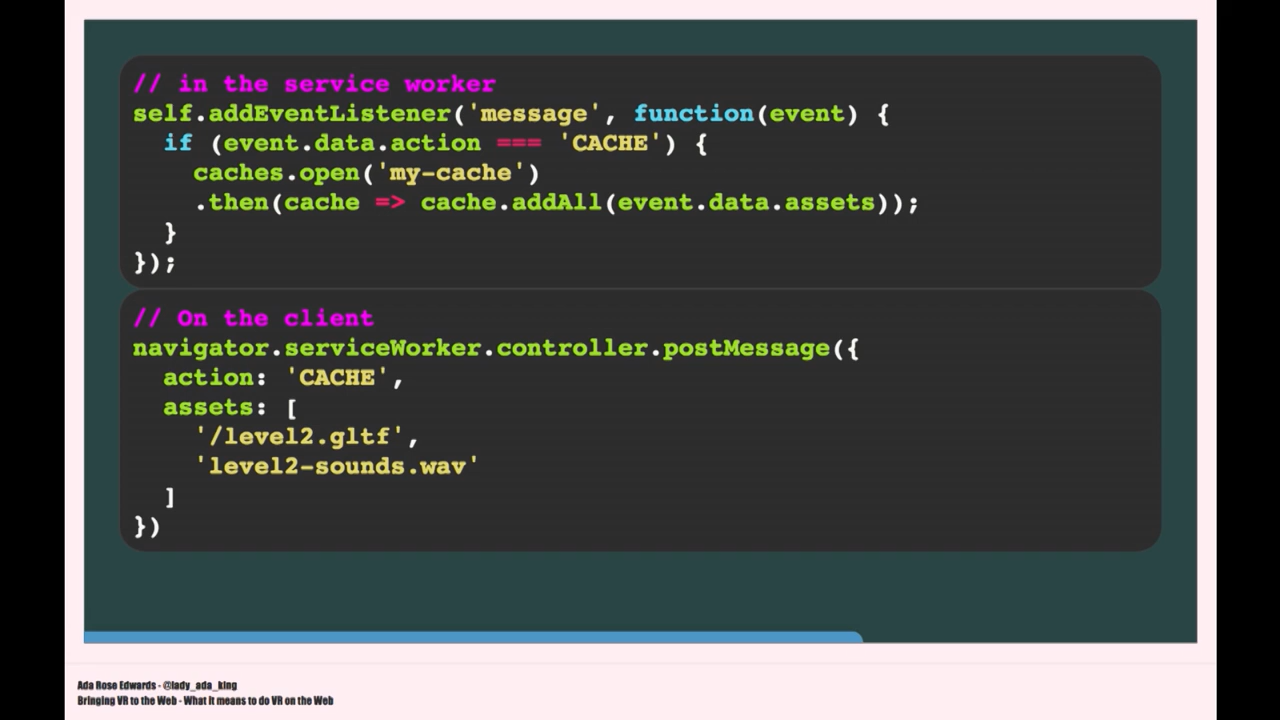 // in the service worker
self.addEventListener('message', function(event) {
  if (event.data.action === 'CACHE') {
    caches.open('my-cache')
    .then(cache => cache.addAll(event.data.assets));
  }
});
// On the client
navigator.serviceWorker.controller.postMessage({
  action: 'CACHE',
  assets: [
    '/level2.gltf',
    'level2-sounds.wav'
  ]
})
Ada Rose Edwards - @lady_ada_king
Bringing VR to the Web - What it means to do VR on the Web